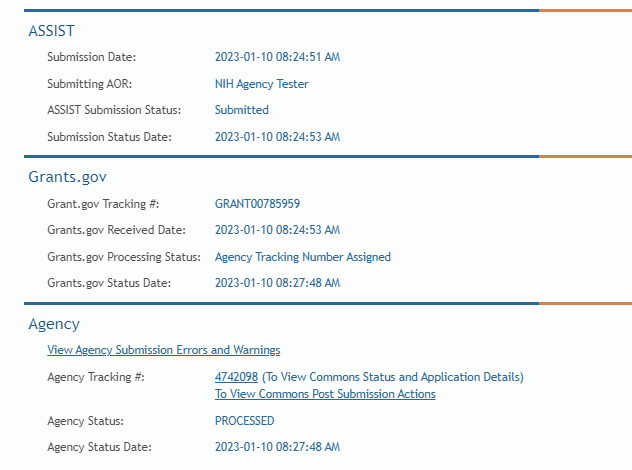 ASSIST
Submission Date: 2023-01-10 08:24:51 AM
Submitting AOR: NIH Agency Tester
ASSIST Submission Status: Submitted
Submission Status Date: 2023-01-10 08:24:53 AM
Grants.gov
Grant.gov Tracking #: GRANT00785959
Grants.gov Received Date: 2023-01-10 08:24:53 AM
Grants.gov Processing Status: Agency Tracking Number Assigned
Grants.gov Status Date: 2023-01-10 08:27:48 AM
Agency
View Agency Submission Errors and Warnings
Agency Tracking #: 4742098 (To View Commons Status and Application Details)
To View Commons Post Submission Actions
Agency Status: PROCESSED
Agency Status Date: 2023-01-10 08:27:48 AM